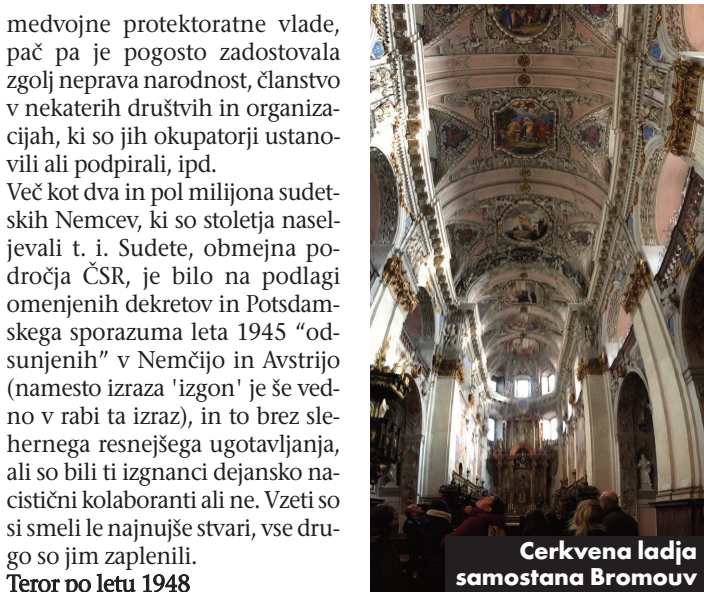 medvojne protektoratne vlade,
pač pa je pogosto zadostovala
zgolj neprava narodnost, članstvo
v nekaterih društvih in organiza-
cijah, ki so jih okupatorji ustano-
vili ali podpirali, ipd.
Več kot dva in pol milijona sudet-
skih Nemcev, ki so stoletja nasel-
jevali t. i. Sudete, obmejna po-
dročja ČSR, je bilo na podlagi
omenjenih dekretov in Potsdam-
skega sporazuma leta 1945 “od-
sunjenih” v Nemčijo in Avstrijo
(namesto izraza 'izgon' je še ved-
no v rabi ta izraz), in to brez sle-
hernega resnejšega ugotavljanja,
ali so bili ti izgnanci dejansko na-
cistični kolaboranti ali ne. Vzeti so
si smeli le najnujše stvari, vse dru-
go so jim zaplenili.
Teror po letu 1948
Cerkvena ladja
samostana Bromouv